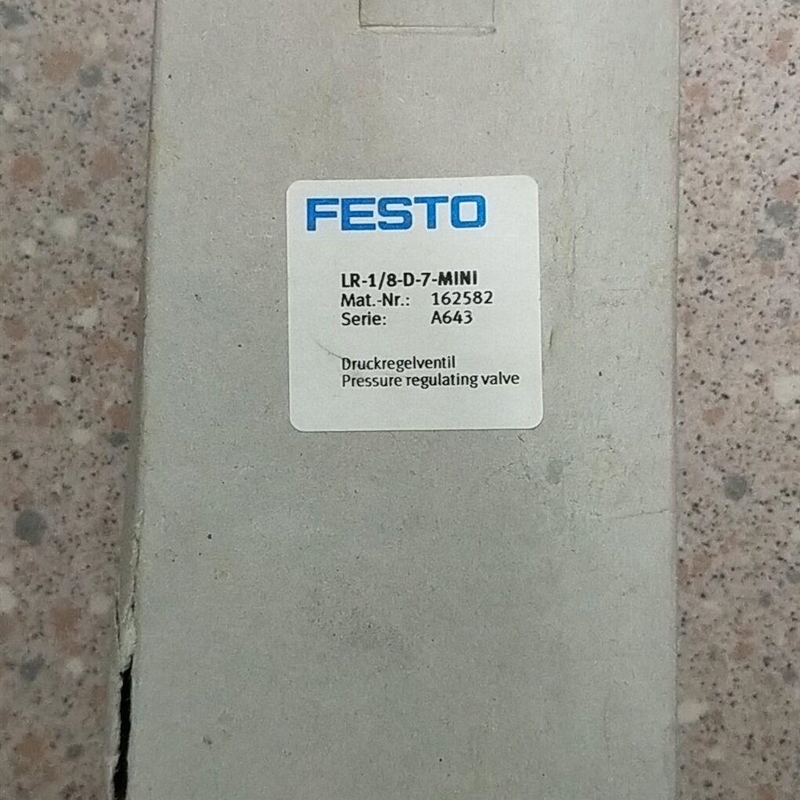 FESTO
LR-1/8-D-7-MINI
Mat.-Nr.: 162582
Serie: A643
Druckregelventil
Pressure regulating valve